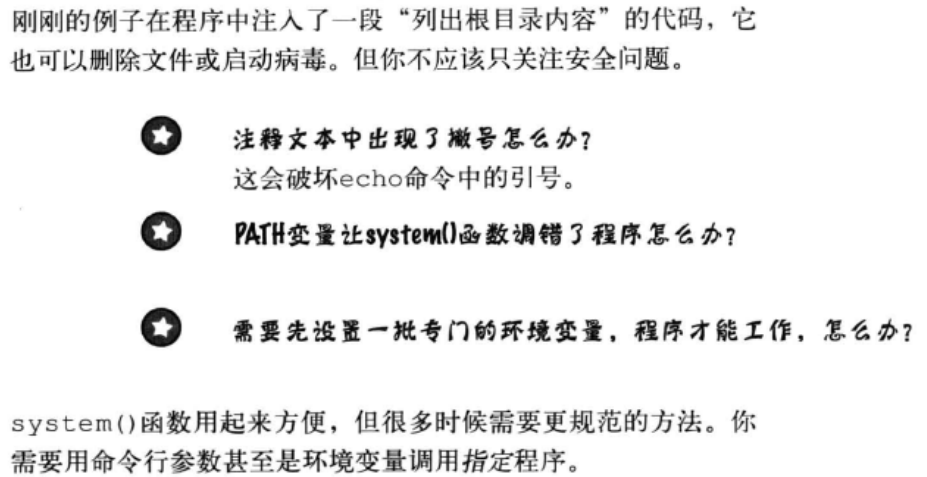 刚刚的例子在程序中注入了一段“列出根目录内容”的代码，它
也可以删除文件或启动病毒。但你不应该只关注安全问题。
注释文本中出现了撇号怎么办？
这会破坏echo命令中的引号。
PATH变量让system()函数调错了程序怎么办？
需要先设置一批专门的环境变量，程序才能工作，怎么办？
system()函数用起来方便，但很多时候需要更规范的方法。你
需要用命令行参数甚至是环境变量调用指定程序。